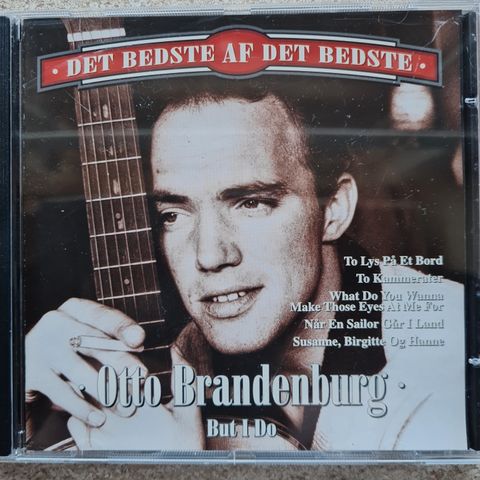 · DET BEDSTE AF DET BEDSTE ·
To Lys På Et Bord
To Kammerater
What Do You Wanna
Make Those Eyes At Me For
Når En Sailor Går I Land
Susanne, Birgitte Og Hanne
· Otto Brandenburg ·
But I Do